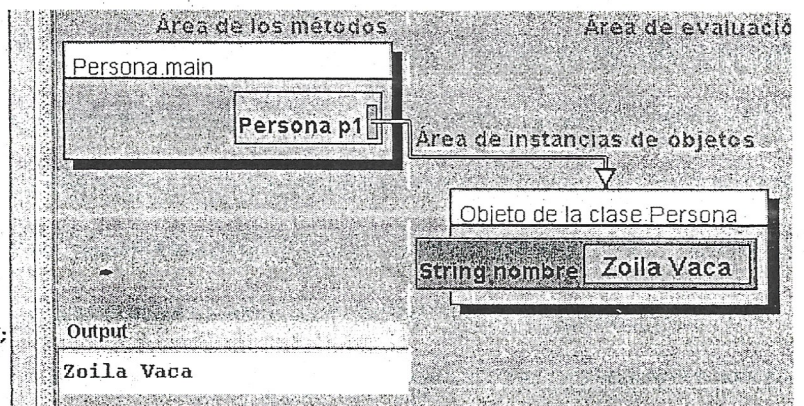 Área de los métodos
Área de evaluació
Persona.main
Persona p1
Área de instancias de objetos
Objeto de la clase Persona
String nombre
Zoila Vaca
;
Output
Zoila Vaca